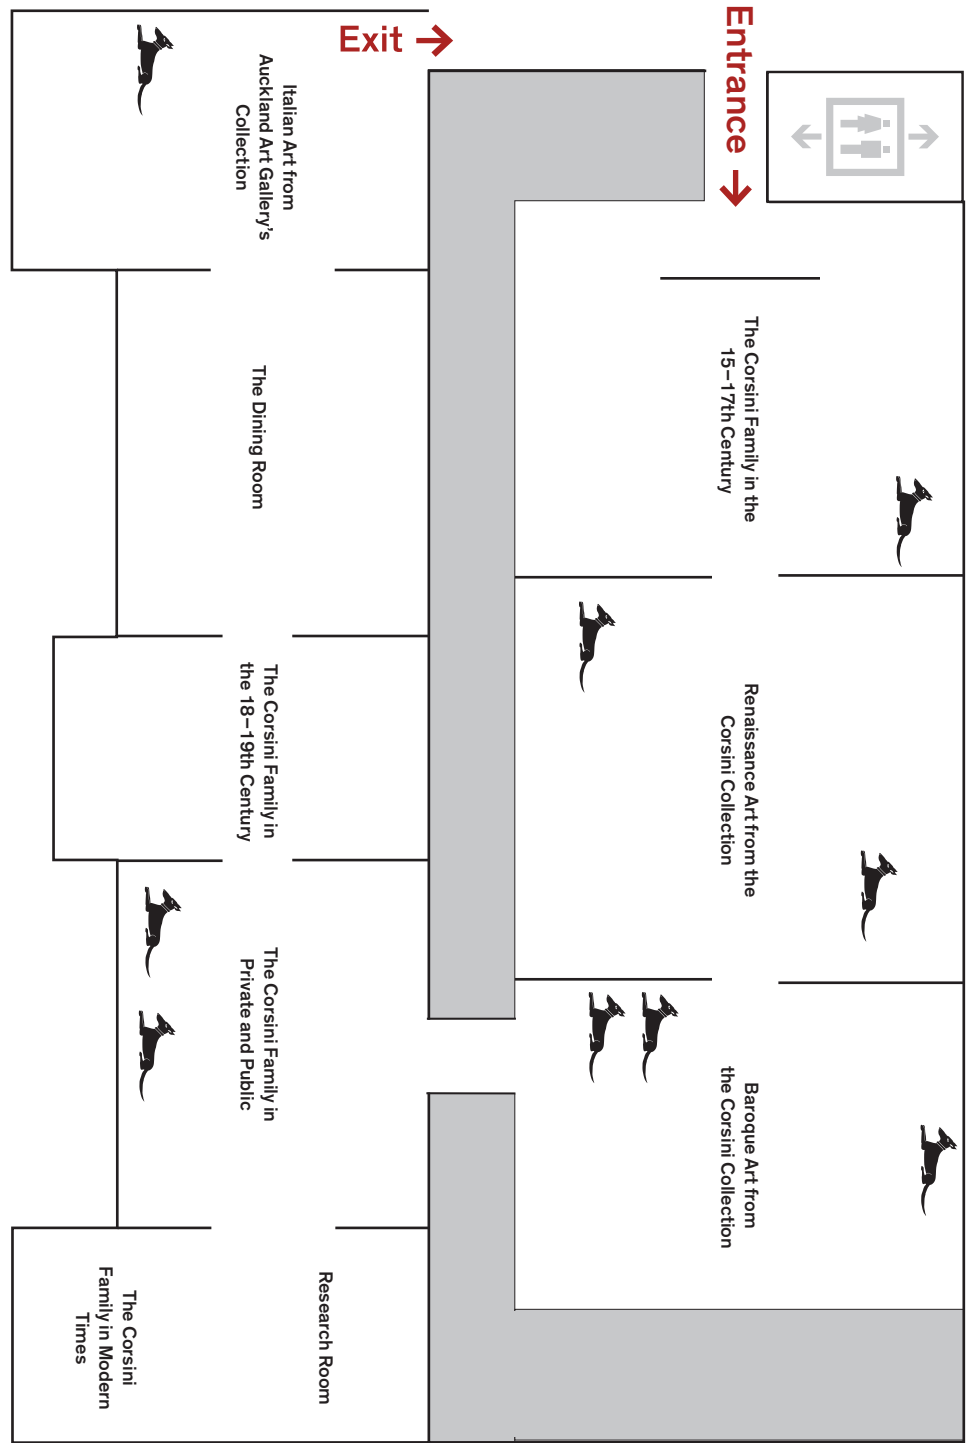 Exit
Entrance
Italian Art from
Auckland Art Gallery's
Collection
The Dining Room
The Corsini Family in
the 18–19th Century
The Corsini Family in
Private and Public
The Corsini
Family in Modern
Times
Research Room
The Corsini Family in the
15–17th Century
Renaissance Art from the
Corsini Collection
Baroque Art from
the Corsini Collection